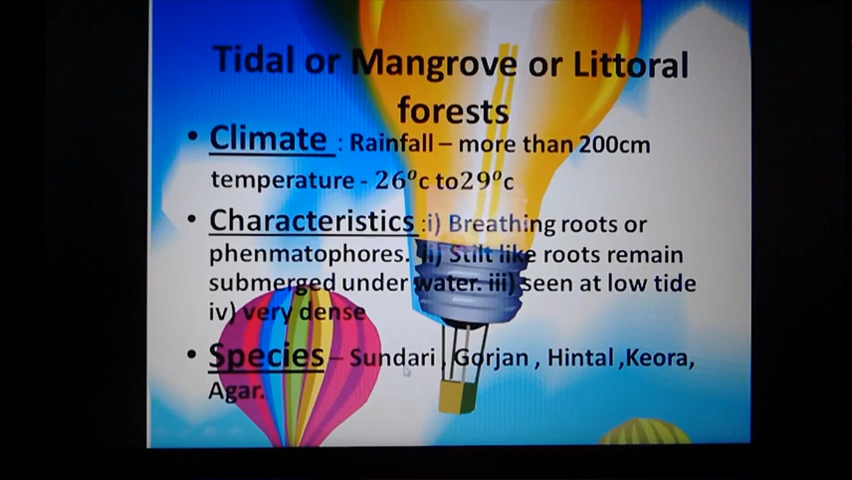 Tidal or Mangrove or Littoral
forests
• Climate : Rainfall – more than 200cm
temperature - 26⁰c to29⁰c
• Characteristics :i) Breathing roots or
phenmatophores. ii) Stilt like roots remain
submerged under water. iii) seen at low tide
iv) very dense
• Species – Sundari , Gorjan , Hintal ,Keora,
Agar.